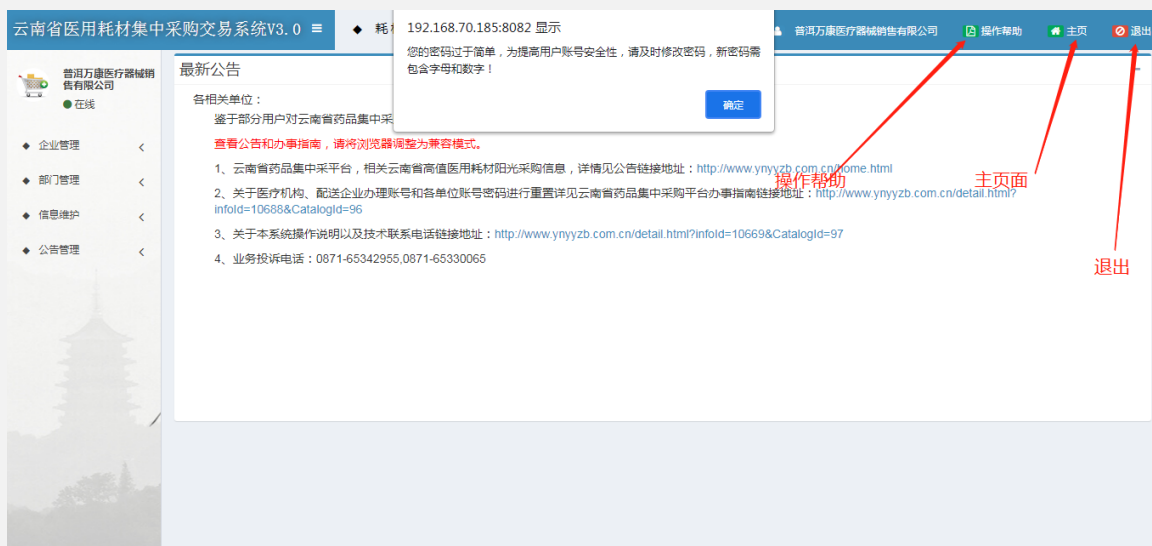 云南省医用耗材集中采购交易系统V3.0
耗
普洱万康医疗器械销售有限公司
操作帮助
主页
退出
192.168.70.185:8082 显示
您的密码过于简单,为提高用户账号安全性,请及时修改密码,新密码需
包含字母和数字!
确定
普洱万康医疗器械销
售有限公司
在线
企业管理
部门管理
信息维护
公告管理
最新公告
各相关单位:
鉴于部分用户对云南省药品集中采
查看公告和办事指南,请将浏览器调整为兼容模式。
1、云南省药品集中采平台,相关云南省高值医用耗材阳光采购信息,详情见公告链接地址:http://www.ynyyzb.com.cn/home.html
2、关于医疗机构、配送企业办理账号和各单位账号密码进行重置详见云南省药品集中采购平台办事指南链接地址:http://www.ynyyzb.com.cn/detail.html?
infoId=10688&CatalogId=96
3、关于本系统操作说明以及技术联系电话链接地址:http://www.ynyyzb.com.cn/detail.html?infoId=10669&CatalogId=97
4、业务投诉电话:0871-65342955,0871-65330065
操作帮助
主页面
退出